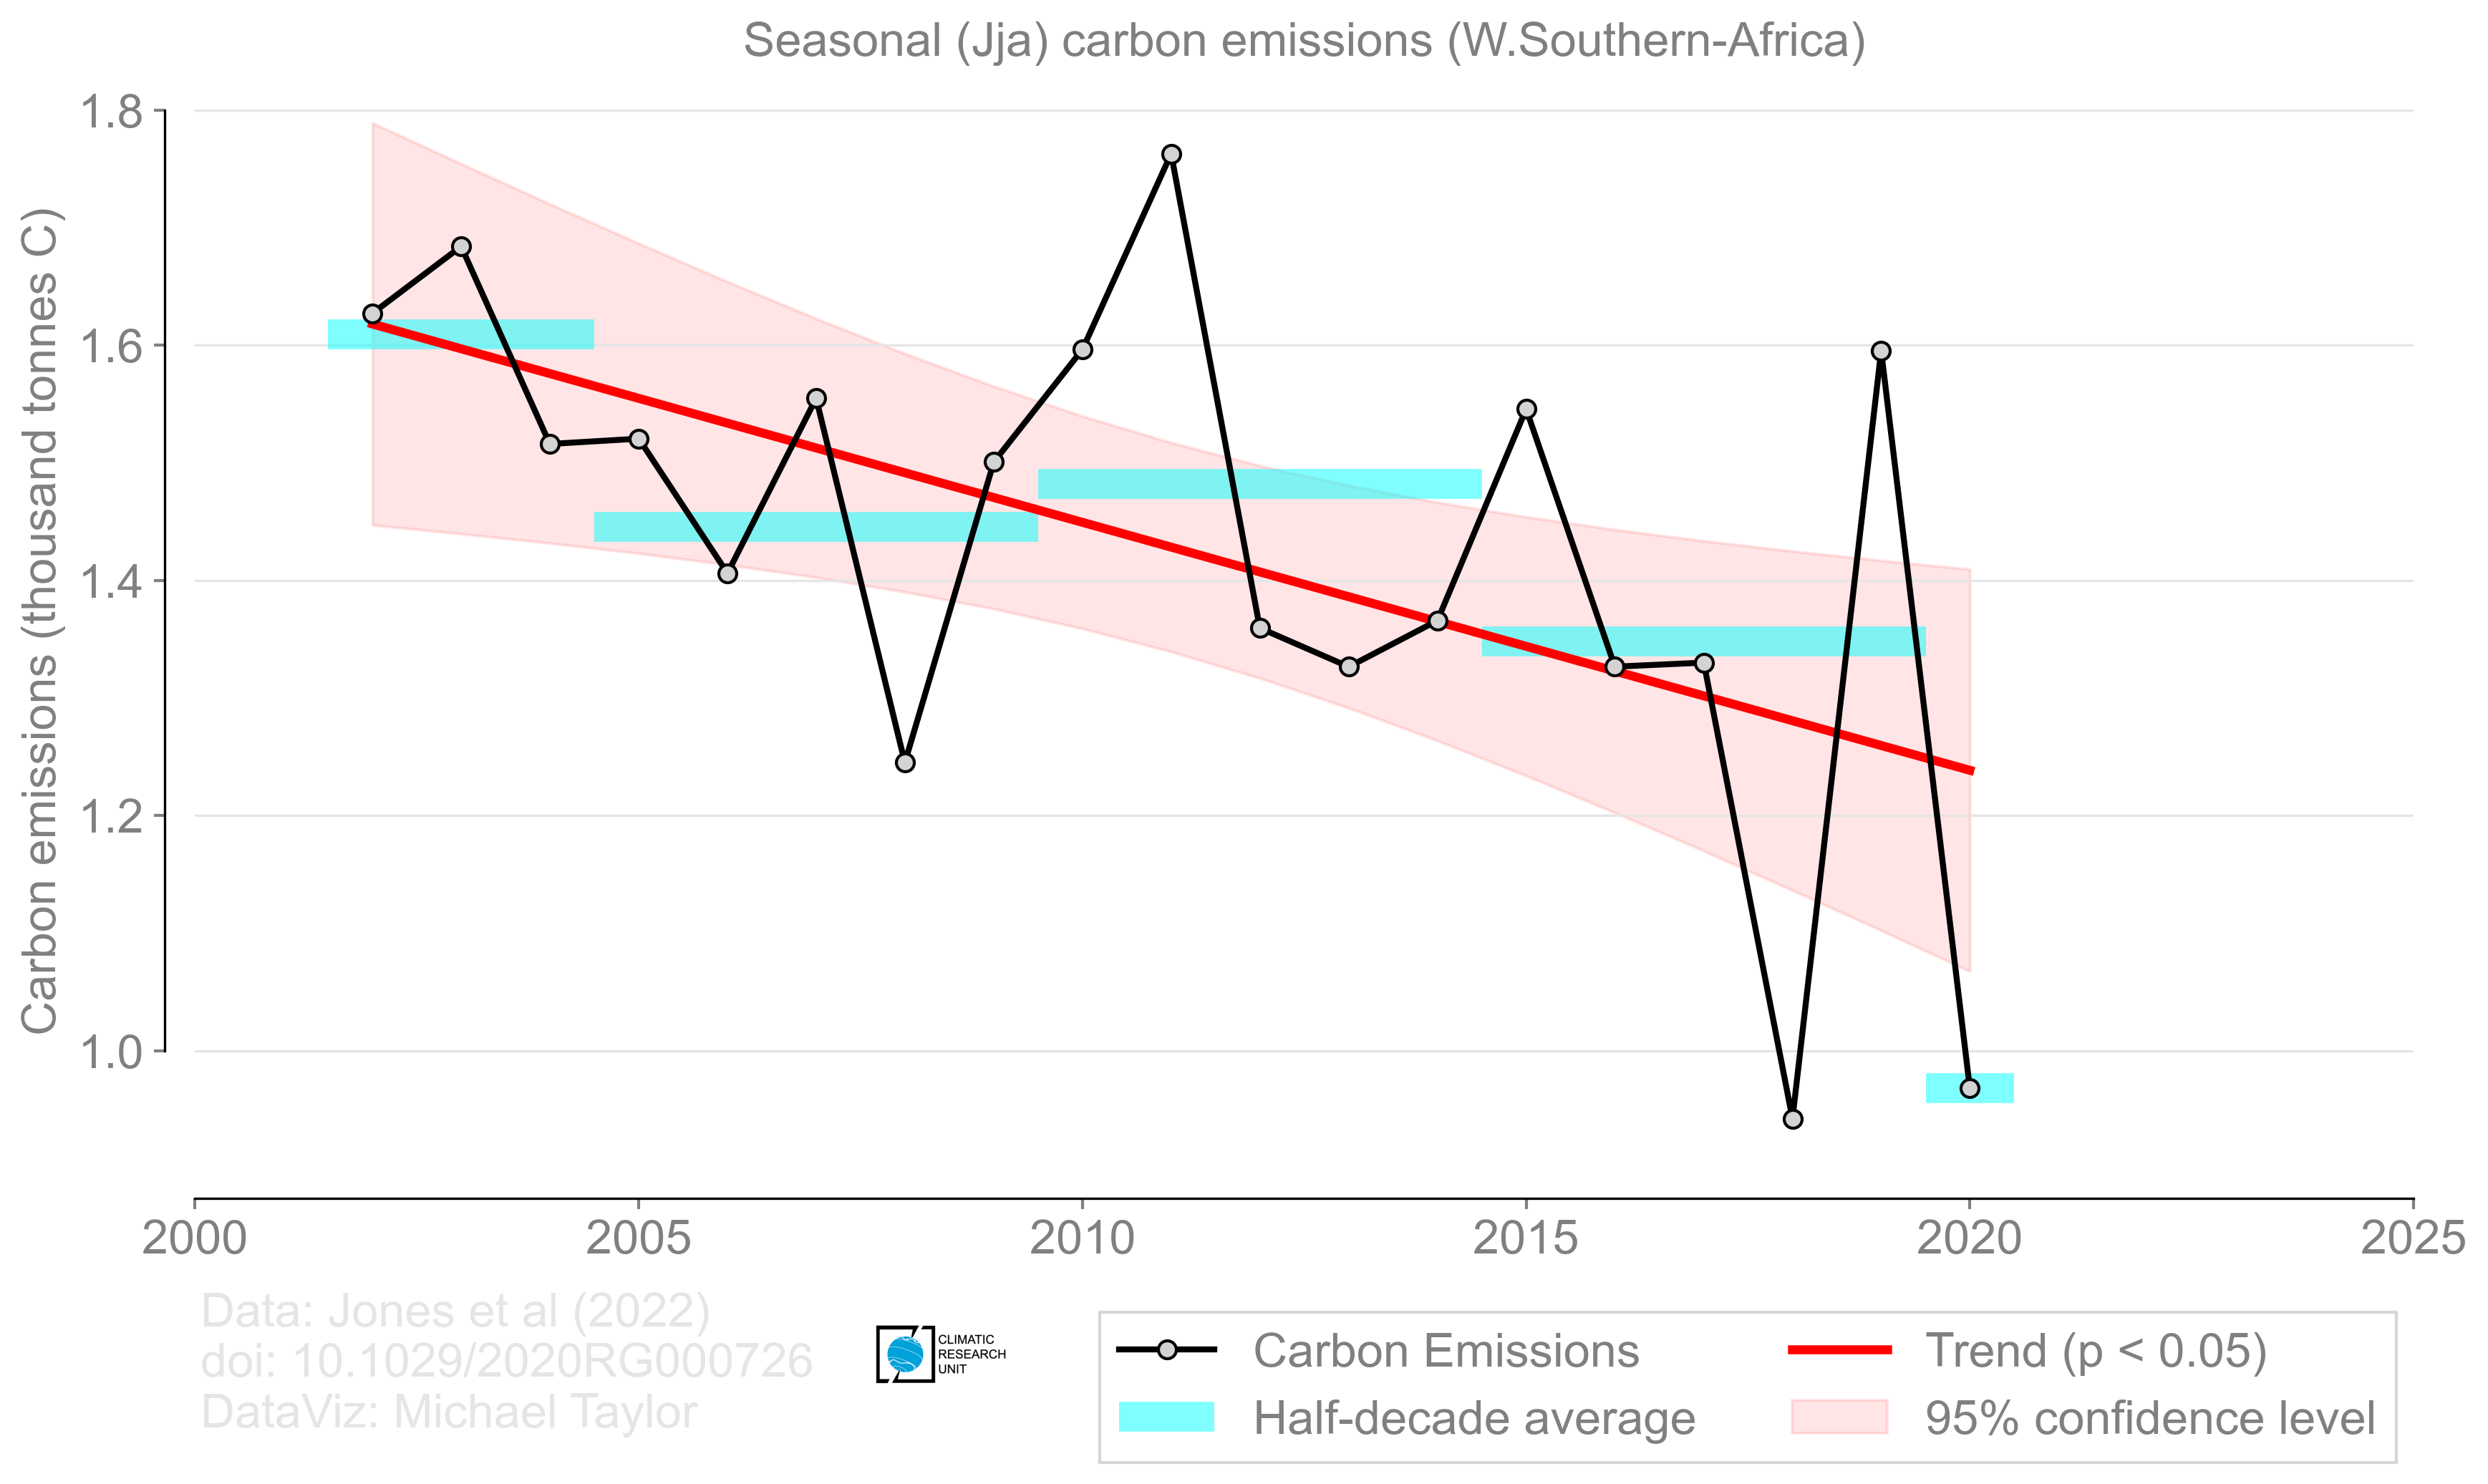 Seasonal (Jja) carbon emissions (W.Southern-Africa)
Carbon emissions (thousand tonnes C)
1.8
1.6
1.4
1.2
1.0
2000 2005 2010 2015 2020 2025
Data: Jones et al (2022)
doi: 10.1029/2020RG000726
DataViz: Michael Taylor
CLIMATIC
RESEARCH
UNIT
Carbon Emissions
Half-decade average
Trend (p < 0.05)
95% confidence level